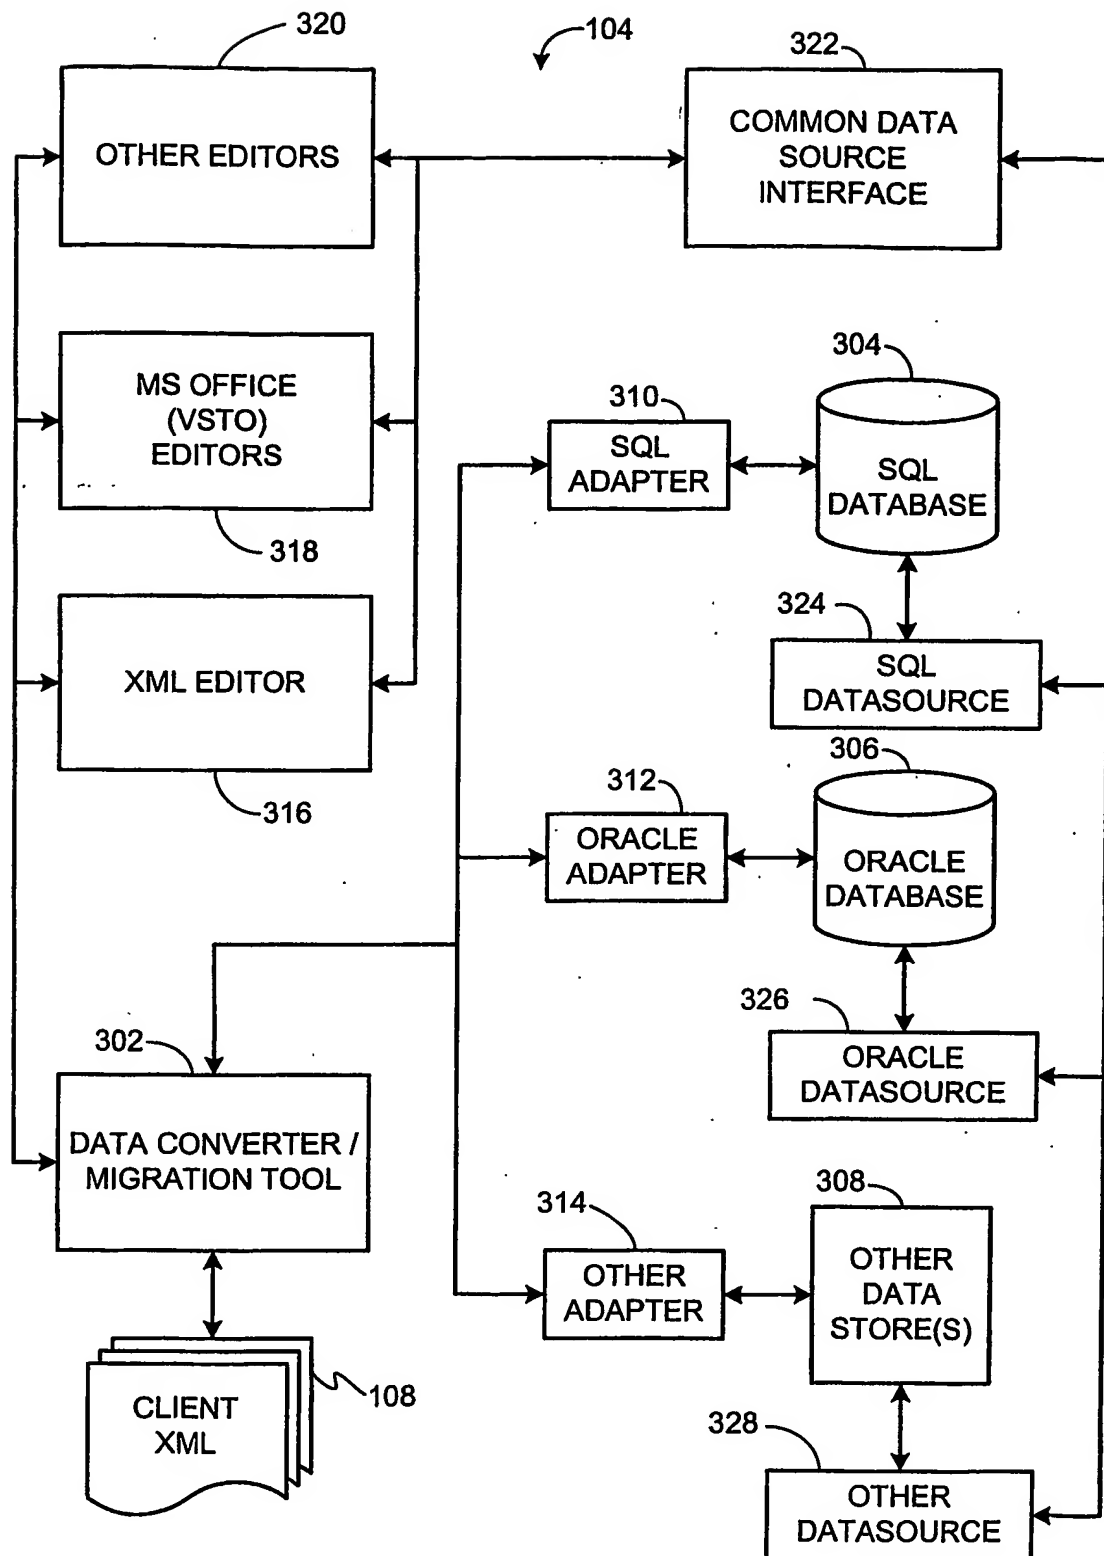 320
104
322
OTHER EDITORS
COMMON DATA
SOURCE
INTERFACE
MS OFFICE
(VSTO)
EDITORS
318
310
SQL
ADAPTER
304
SQL
DATABASE
324
SQL
DATASOURCE
XML EDITOR
316
312
ORACLE
ADAPTER
306
ORACLE
DATABASE
326
ORACLE
DATASOURCE
302
DATA CONVERTER /
MIGRATION TOOL
314
OTHER
ADAPTER
308
OTHER
DATA
STORE(S)
108
CLIENT
XML
328
OTHER
DATASOURCE